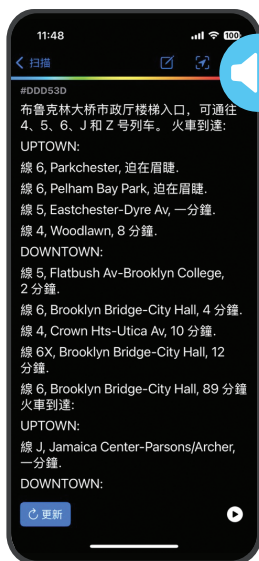 11:48
100
扫描
#DDD53D
布鲁克林大桥市政厅楼梯入口，可通往
4、5、6、J 和 Z 号列车。 火車到達:
UPTOWN:
線 6, Parkchester, 迫在眉睫.
線 6, Pelham Bay Park, 迫在眉睫.
線 5, Eastchester-Dyre Av, 一分鐘.
線 4, Woodlawn, 8 分鐘.
DOWNTOWN:
線 5, Flatbush Av-Brooklyn College,
2 分鐘.
線 6, Brooklyn Bridge-City Hall, 4 分鐘.
線 4, Crown Hts-Utica Av, 10 分鐘.
線 6X, Brooklyn Bridge-City Hall, 12
分鐘.
線 6, Brooklyn Bridge-City Hall, 89 分鐘
火車到達:
UPTOWN:
線 J, Jamaica Center-Parsons/Archer,
一分鐘.
DOWNTOWN:
更新